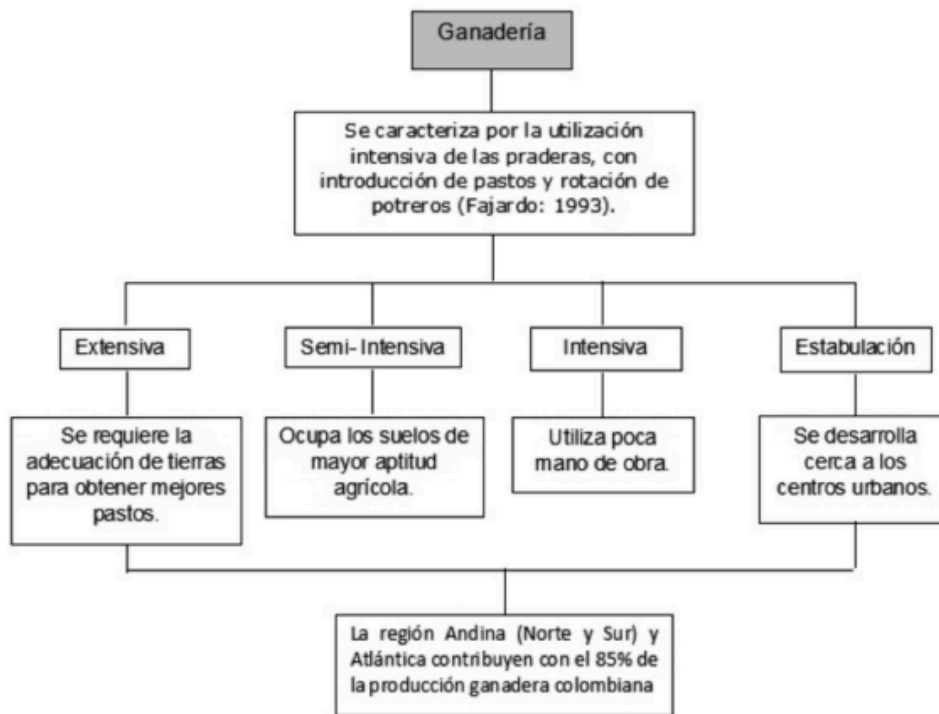 Ganadería
Se caracteriza por la utilización
intensiva de las praderas, con
introducción de pastos y rotación de
potreros (Fajardo: 1993).
Extensiva
Semi- Intensiva
Intensiva
Estabulación
Se requiere la
adecuación de tierras
para obtener mejores
pastos.
Ocupa los suelos de
mayor aptitud
agrícola.
Utiliza poca
mano de obra.
Se desarrolla
cerca a los
centros urbanos.
La región Andina (Norte y Sur) y
Atlántica contribuyen con el 85% de
la producción ganadera colombiana